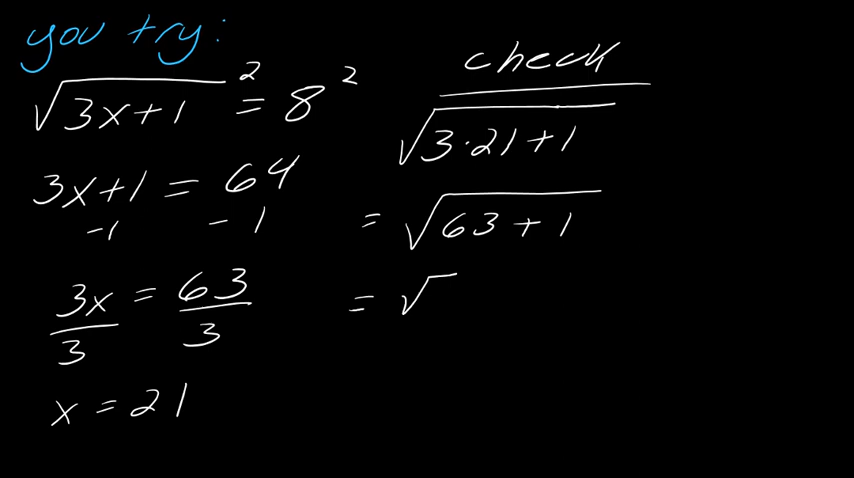 you try:
√(3x+1)² = 8²
3x+1 = 64
-1 -1
3x/3 = 63/3
x = 21
check
√(3·21+1)
= √(63+1)
= √